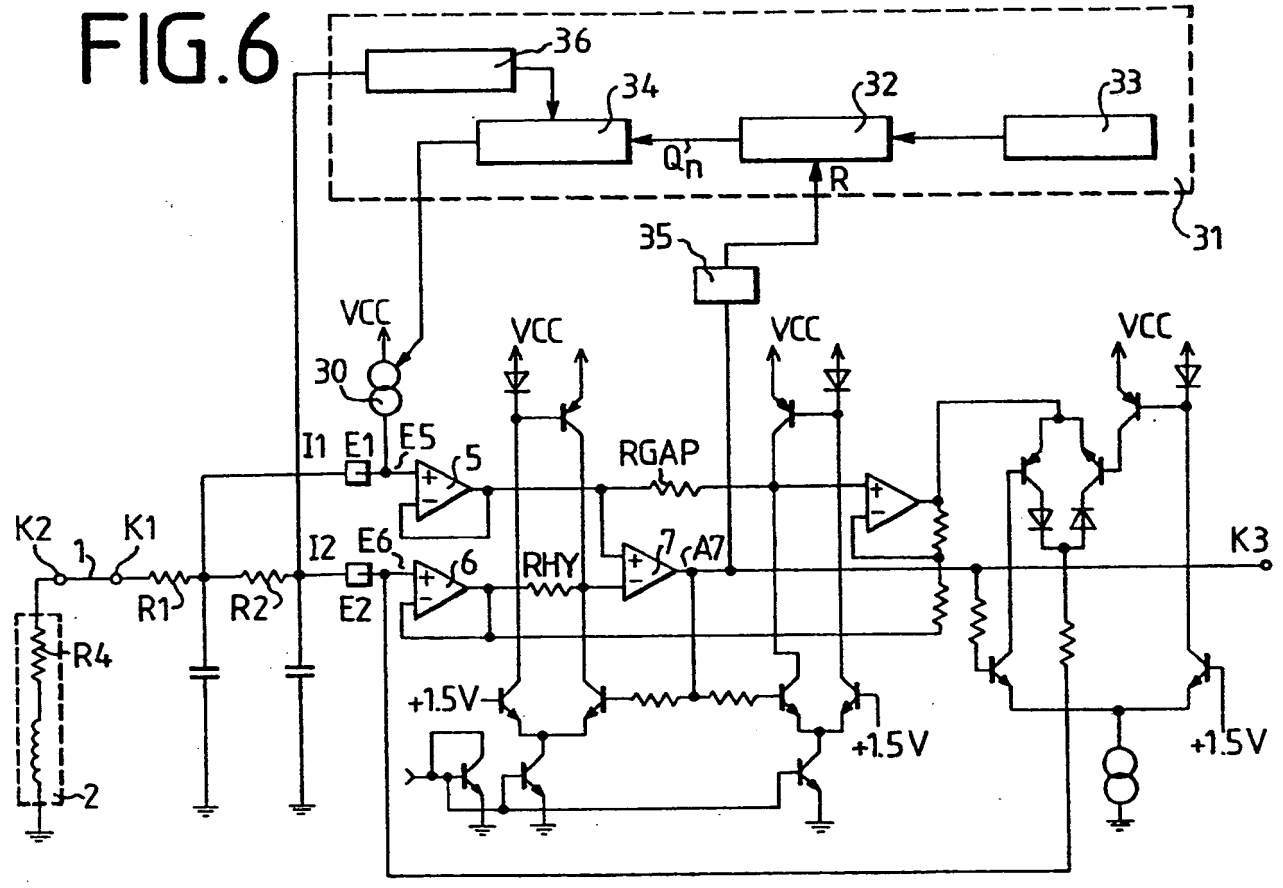 FIG.6
36
34
32
33
Q'n
R
31
35
VCC
VCC
VCC
VCC
30
I1
E1
E5
5
RGAP
K2
1
K1
I2
E6
6
RHY
7
A7
K3
R1
R2
E2
R4
+1.5V
+1.5V
+1.5V
2